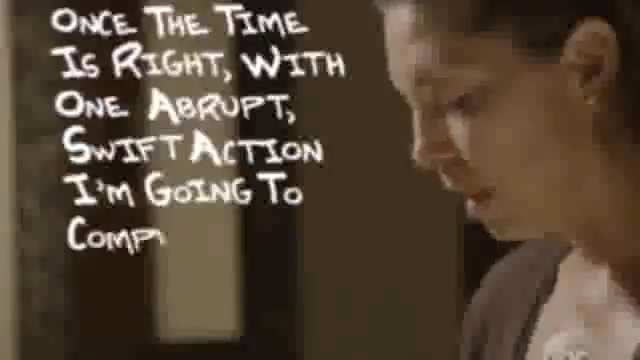 ONCE THE TIME
IS RIGHT, WITH
ONE ABRUPT,
SWIFT ACTION
I'M GOING TO